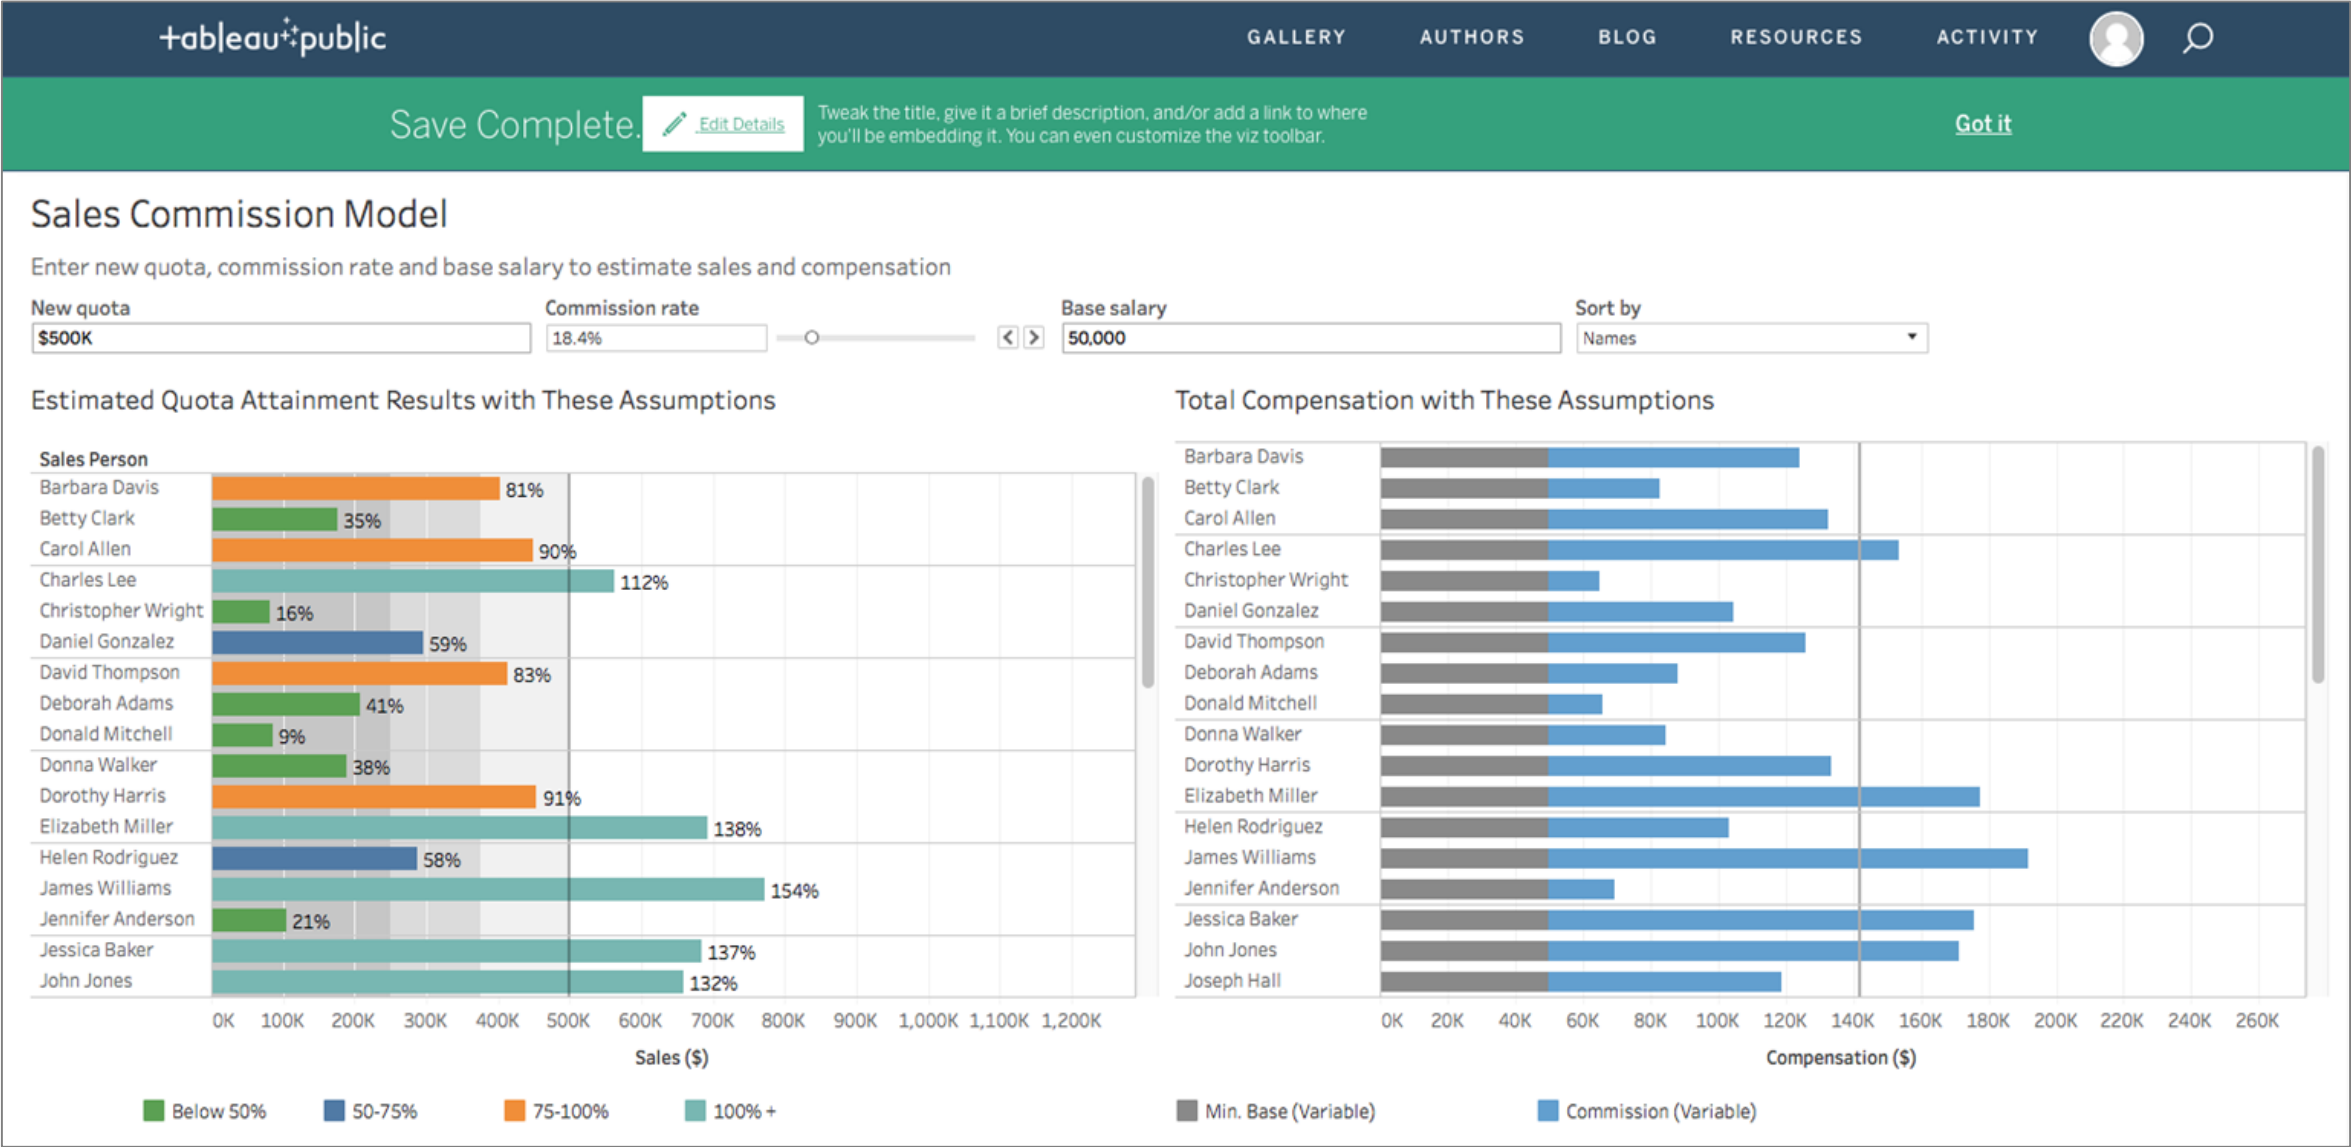 tableau public
GALLERY AUTHORS BLOG RESOURCES ACTIVITY
Save Complete.
Edit Details
Tweak the title, give it a brief description, and/or add a link to where
you'll be embedding it. You can even customize the viz toolbar.
Got it
Sales Commission Model
Enter new quota, commission rate and base salary to estimate sales and compensation
New quota
$500K
Commission rate
18.4%
Base salary
50,000
Sort by
Names
Estimated Quota Attainment Results with These Assumptions
Sales Person
Barbara Davis 81%
Betty Clark 35%
Carol Allen 90%
Charles Lee 112%
Christopher Wright 16%
Daniel Gonzalez 59%
David Thompson 83%
Deborah Adams 41%
Donald Mitchell 9%
Donna Walker 38%
Dorothy Harris 91%
Elizabeth Miller 138%
Helen Rodriguez 58%
James Williams 154%
Jennifer Anderson 21%
Jessica Baker 137%
John Jones 132%
0K 100K 200K 300K 400K 500K 600K 700K 800K 900K 1,000K 1,100K 1,200K
Sales ($)
Below 50% 50-75% 75-100% 100% +
Total Compensation with These Assumptions
Barbara Davis
Betty Clark
Carol Allen
Charles Lee
Christopher Wright
Daniel Gonzalez
David Thompson
Deborah Adams
Donald Mitchell
Donna Walker
Dorothy Harris
Elizabeth Miller
Helen Rodriguez
James Williams
Jennifer Anderson
Jessica Baker
John Jones
Joseph Hall
0K 20K 40K 60K 80K 100K 120K 140K 160K 180K 200K 220K 240K 260K
Compensation ($)
Min. Base (Variable) Commission (Variable)